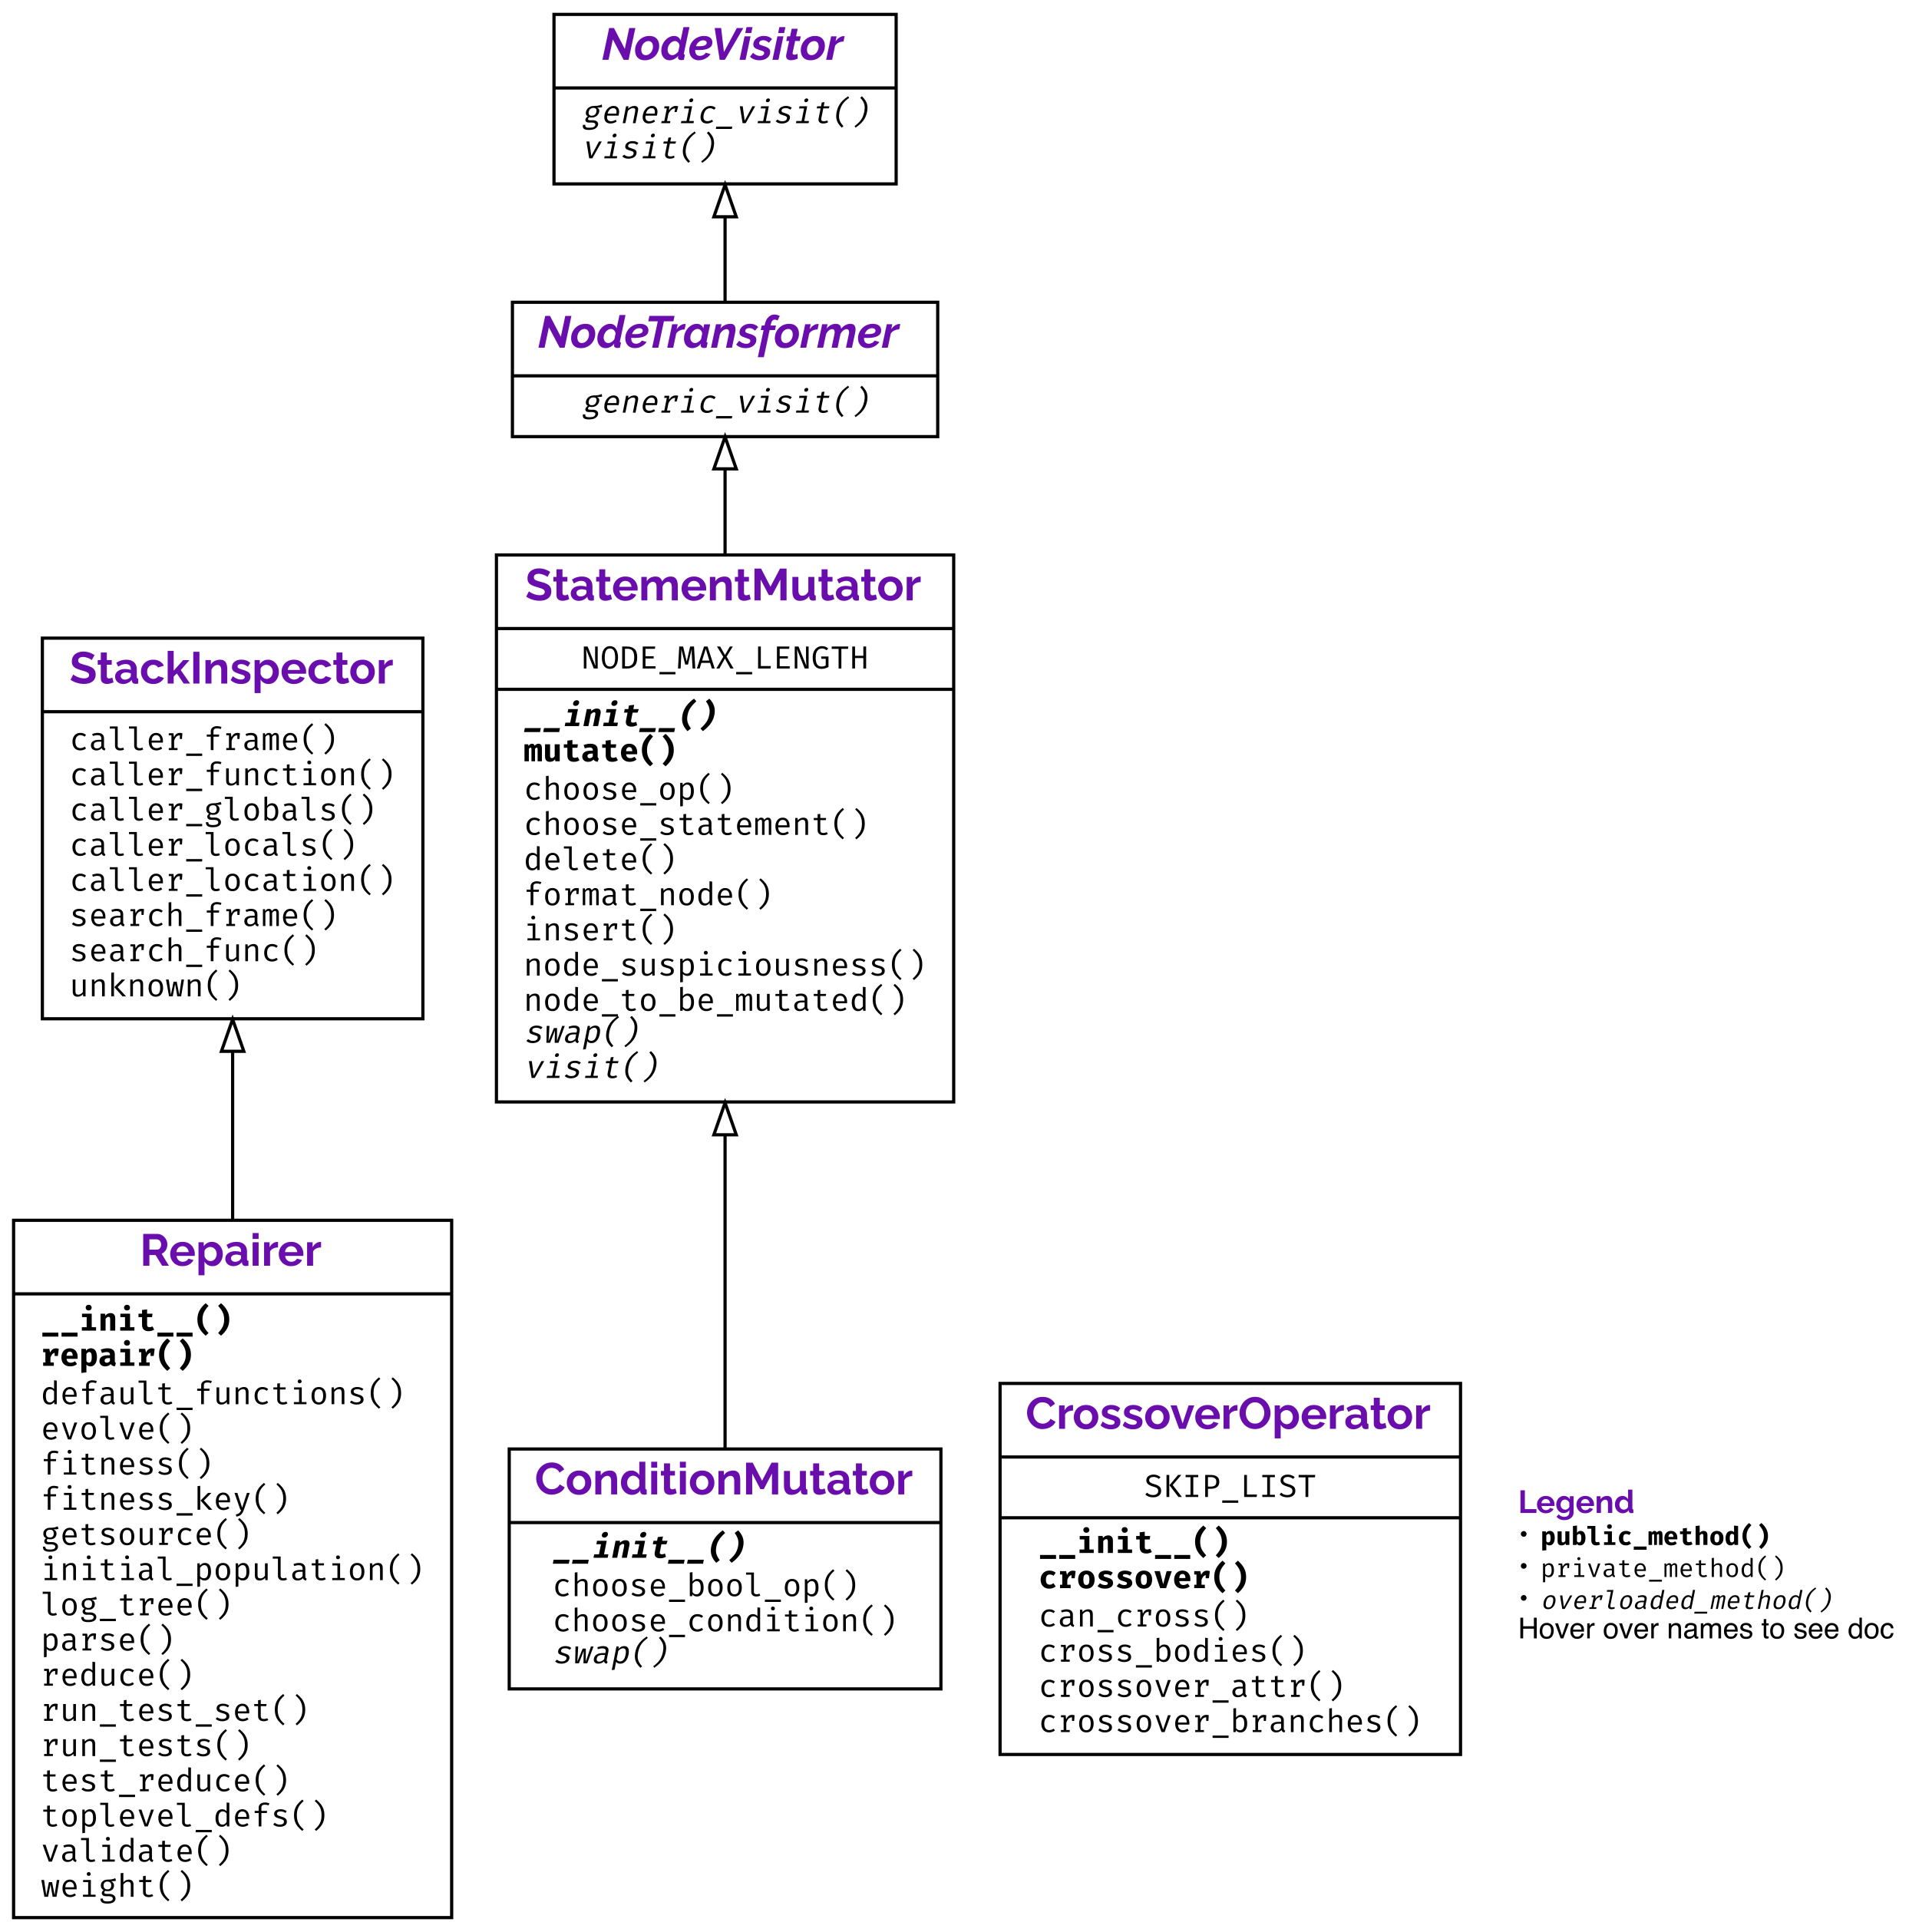 NodeVisitor
generic_visit()
visit()
NodeTransformer
generic_visit()
StatementMutator
NODE_MAX_LENGTH
__init__()
mutate()
choose_op()
choose_statement()
delete()
format_node()
insert()
node_suspiciousness()
node_to_be_mutated()
swap()
visit()
StackInspector
caller_frame()
caller_function()
caller_globals()
caller_locals()
caller_location()
search_frame()
search_func()
unknown()
Repairer
__init__()
repair()
default_functions()
evolve()
fitness()
fitness_key()
getsource()
initial_population()
log_tree()
parse()
reduce()
run_test_set()
run_tests()
test_reduce()
toplevel_defs()
validate()
weight()
ConditionMutator
__init__()
choose_bool_op()
choose_condition()
swap()
CrossoverOperator
SKIP_LIST
__init__()
crossover()
can_cross()
cross_bodies()
crossover_attr()
crossover_branches()
Legend
• public_method()
• private_method()
• overloaded_method()
Hover over names to see doc